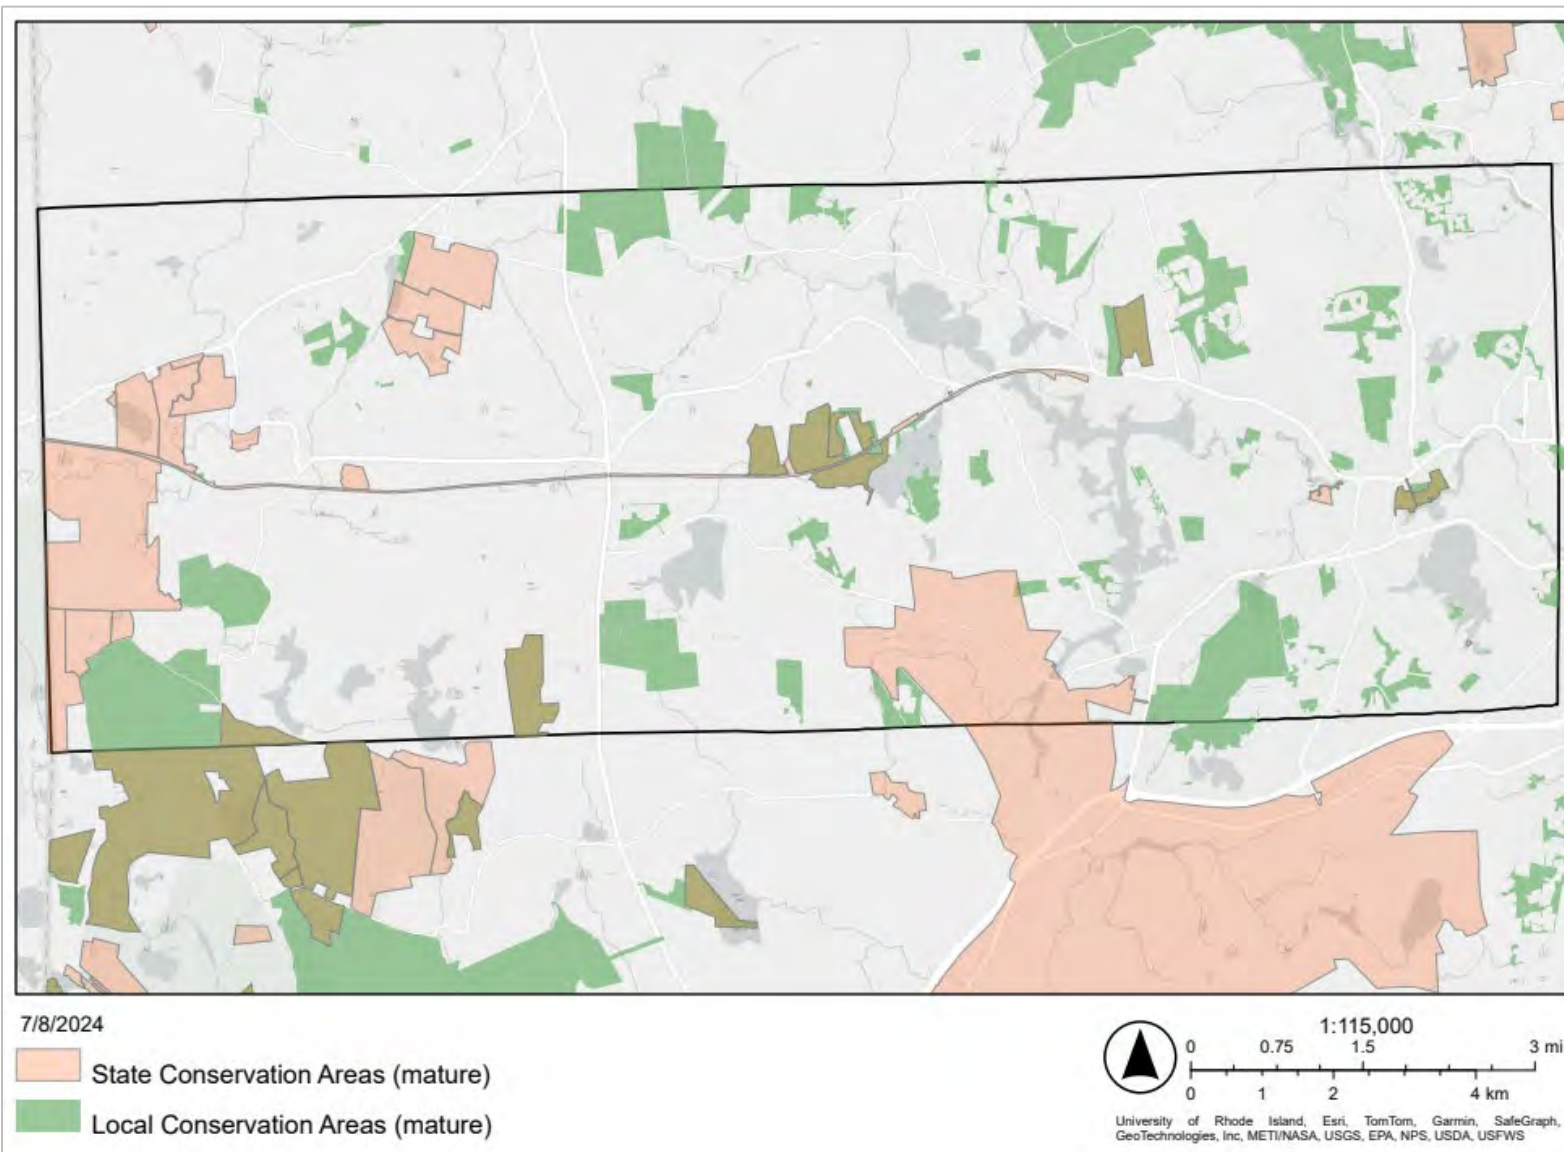 7/8/2024
State Conservation Areas (mature)
Local Conservation Areas (mature)
1:115,000
0 0.75 1.5 3 mi
0 1 2 4 km
University of Rhode Island, Esri, TomTom, Garmin, SafeGraph,
GeoTechnologies, Inc, METI/NASA, USGS, EPA, NPS, USDA, USFWS